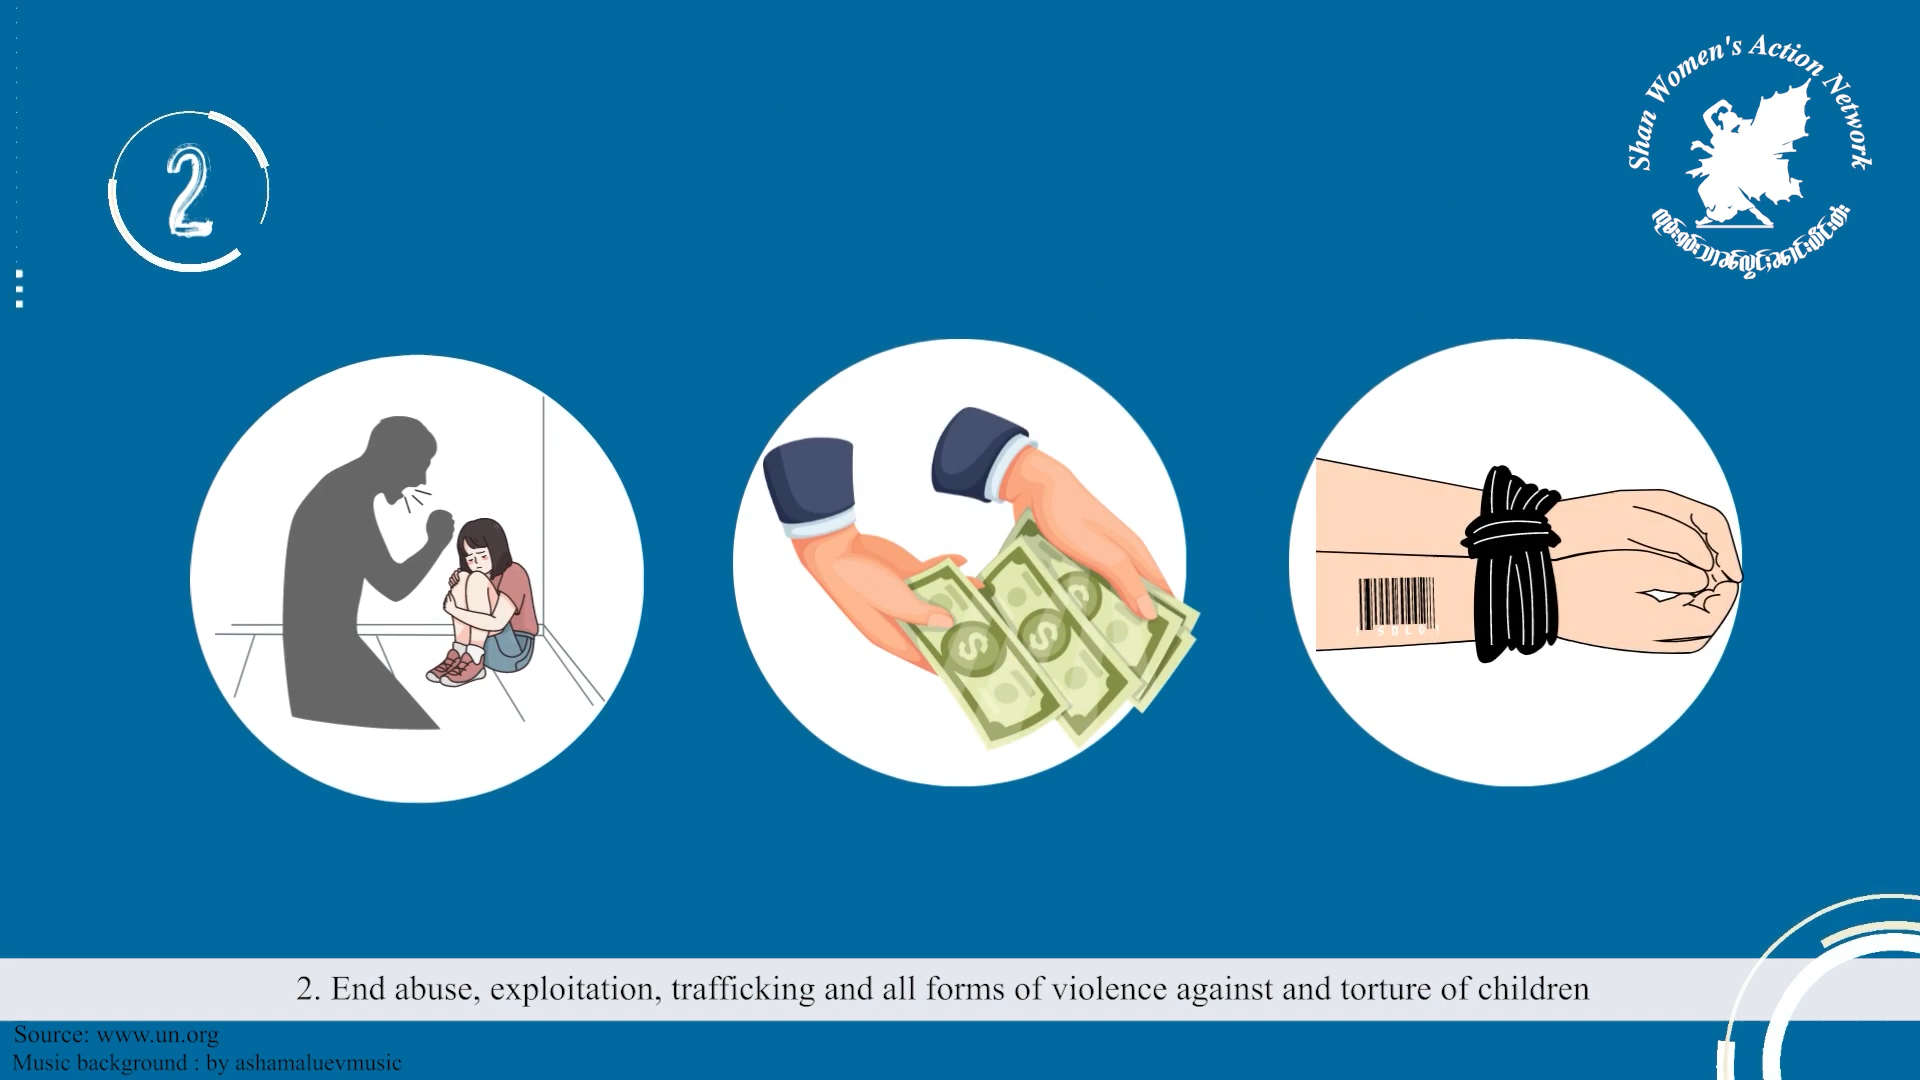 Shan Women's Action Network
2
SOLD
2. End abuse, exploitation, trafficking and all forms of violence against and torture of children
Source: www.un.org
Music background : by ashamaluevmusic